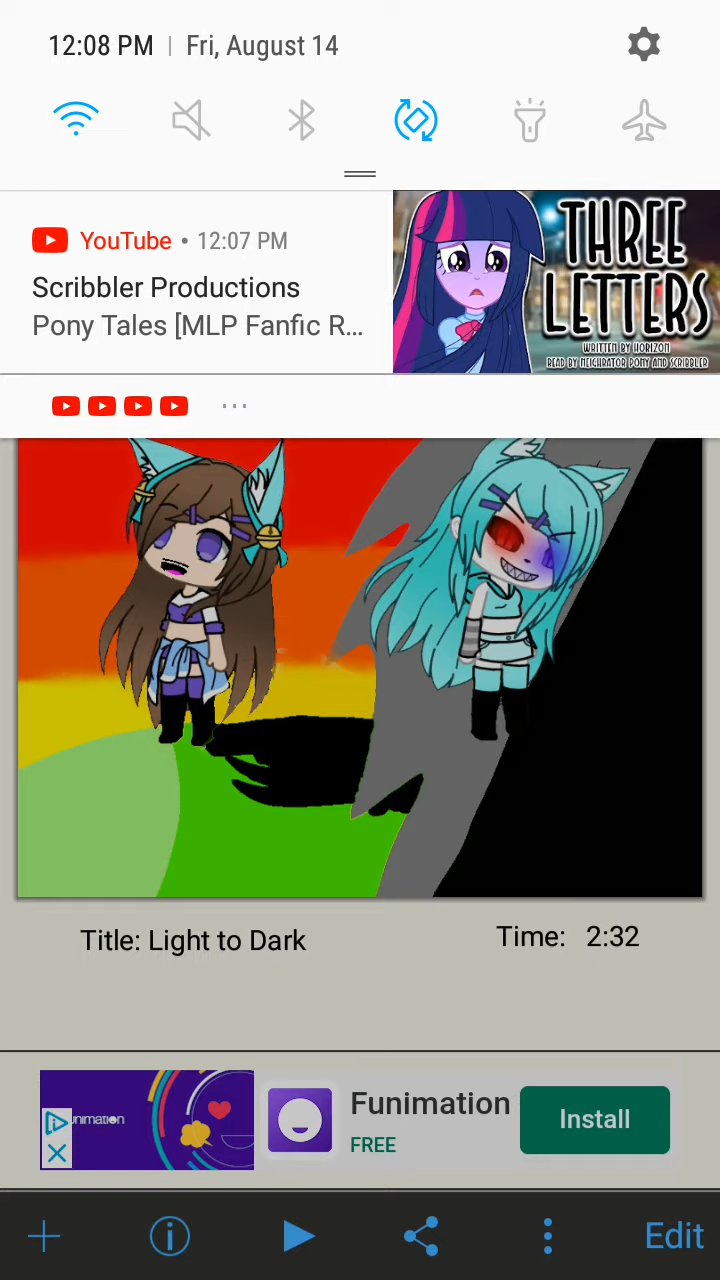 12:08 PM | Fri, August 14
YouTube • 12:07 PM
Scribbler Productions
Pony Tales [MLP Fanfic R...
THREE
LETTERS
WRITTEN BY HORIZON
READ BY NEIGHRATOR PONY AND SCRIBBLER
Title: Light to Dark
Time: 2:32
Funimation
FREE
Install
Edit